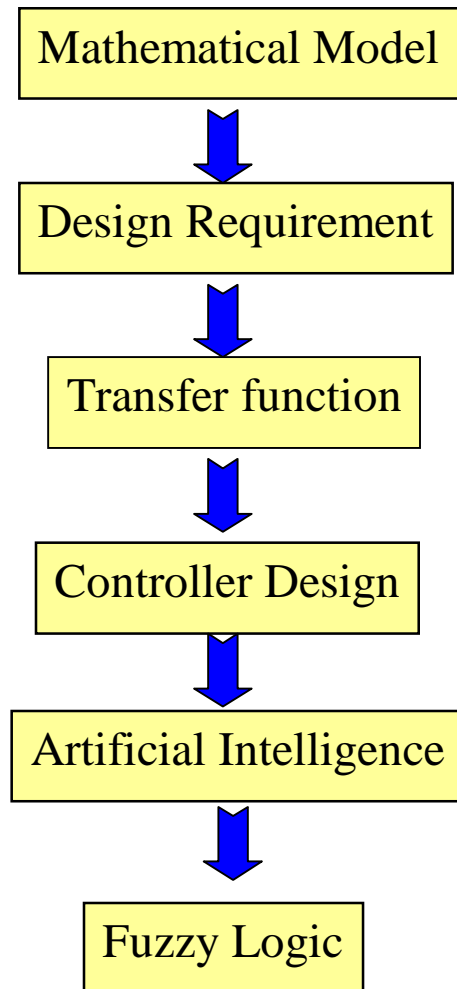 Mathematical Model
Design Requirement
Transfer function
Controller Design
Artificial Intelligence
Fuzzy Logic